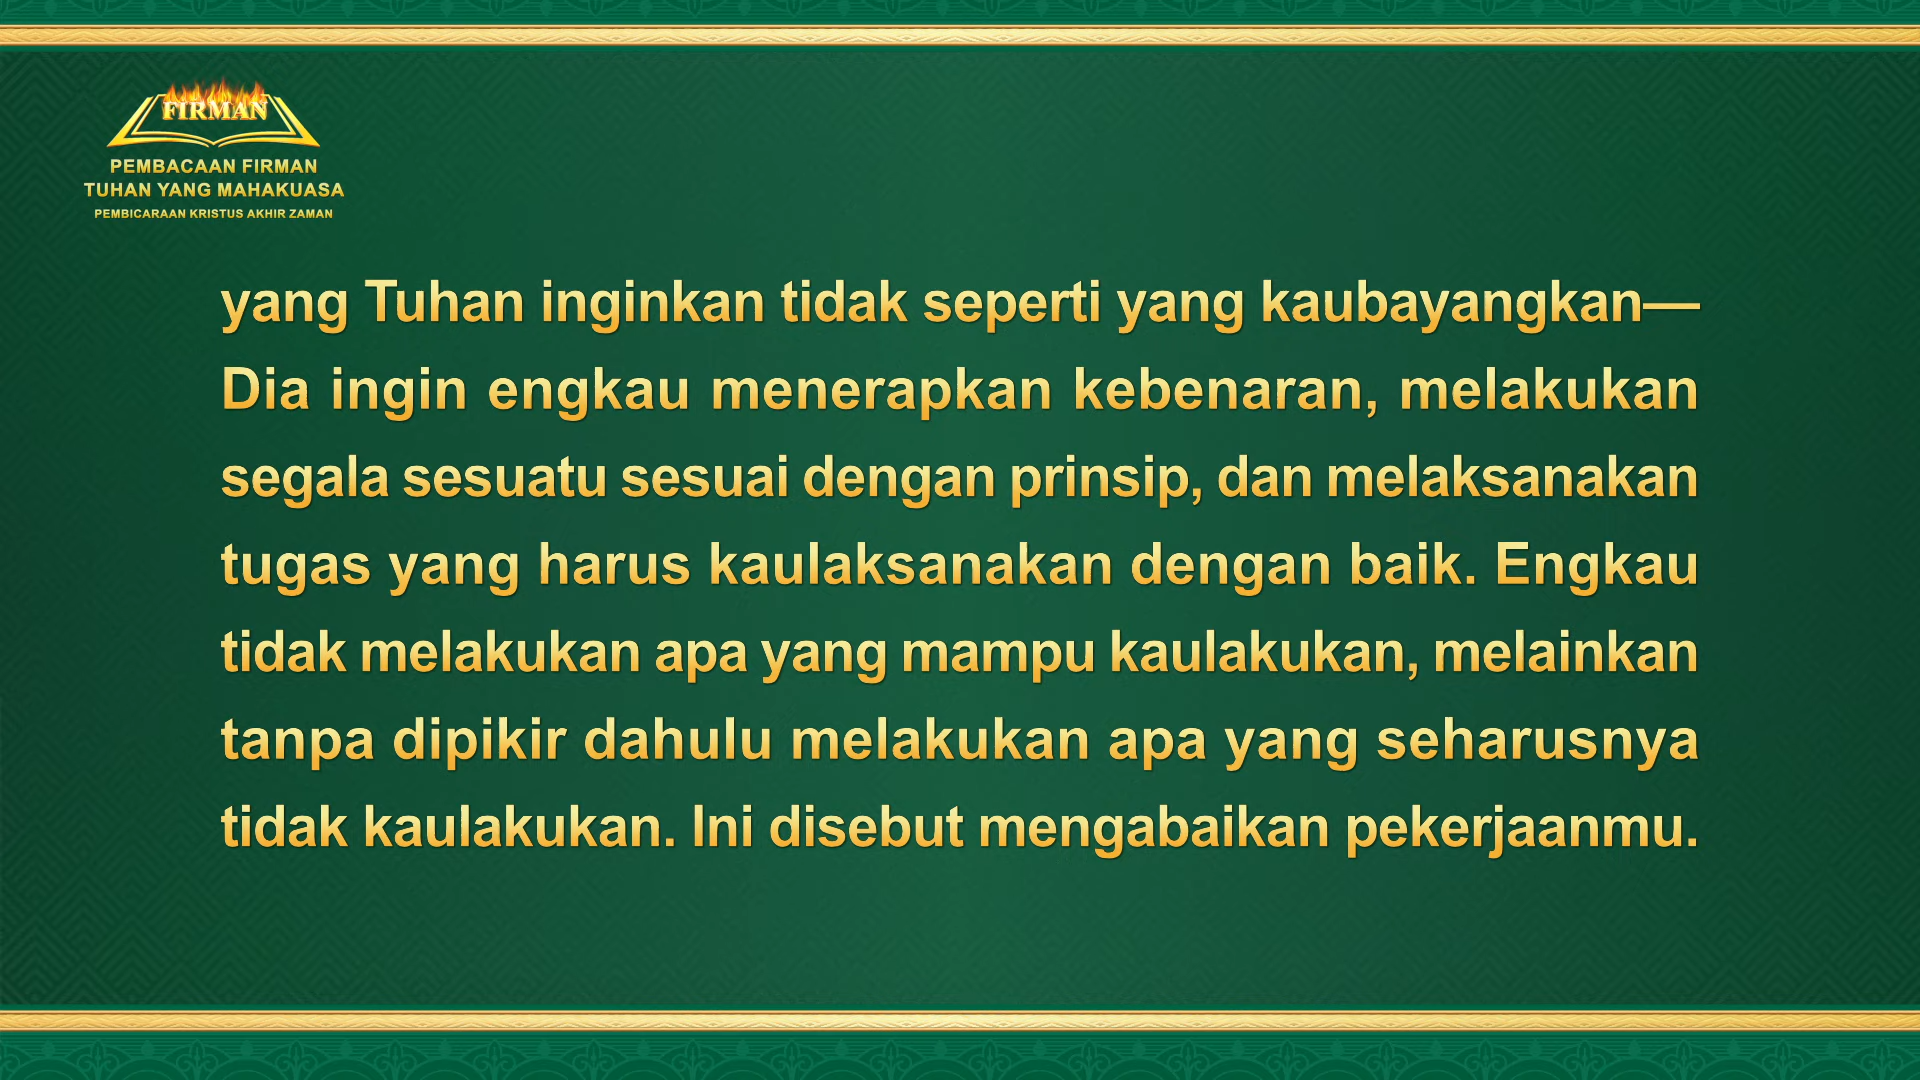 FIRMAN
PEMBACAAN FIRMAN
TUHAN YANG MAHAKUASA
PEMBICARAAN KRISTUS AKHIR ZAMAN
yang Tuhan inginkan tidak seperti yang kaubayangkan—
Dia ingin engkau menerapkan kebenaran, melakukan
segala sesuatu sesuai dengan prinsip, dan melaksanakan
tugas yang harus kaulaksanakan dengan baik. Engkau
tidak melakukan apa yang mampu kaulakukan, melainkan
tanpa dipikir dahulu melakukan apa yang seharusnya
tidak kaulakukan. Ini disebut mengabaikan pekerjaanmu.